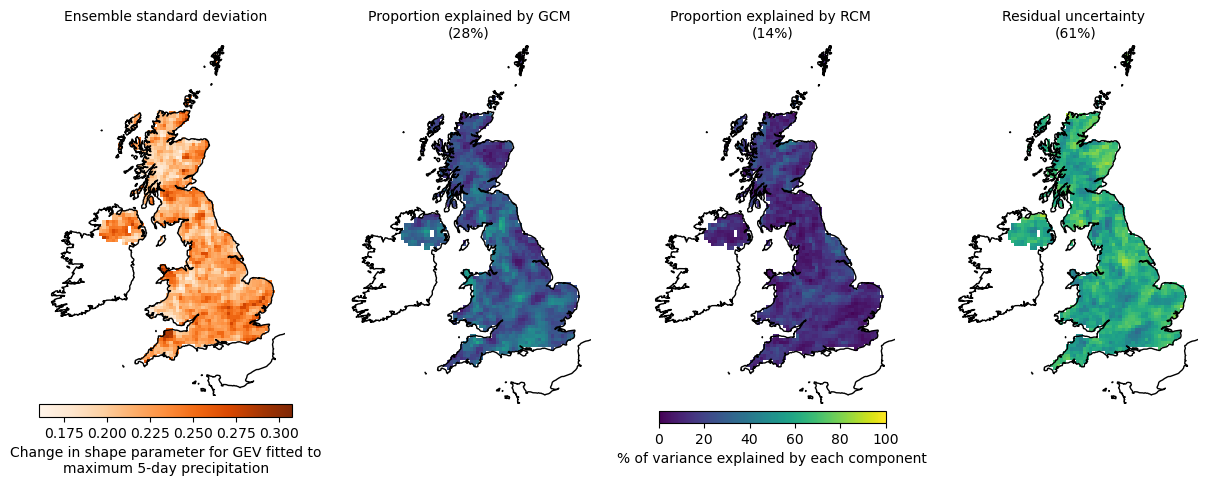 Ensemble standard deviation
Proportion explained by GCM
(28%)
Proportion explained by RCM
(14%)
Residual uncertainty
(61%)
0.175 0.200 0.225 0.250 0.275 0.300
Change in shape parameter for GEV fitted to
maximum 5-day precipitation
0 20 40 60 80 100
% of variance explained by each component